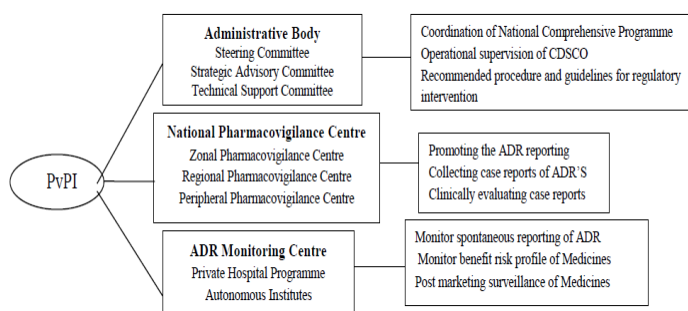 PvPI
Administrative Body
Steering Committee
Strategic Advisory Committee
Technical Support Committee
Coordination of National Comprehensive Programme
Operational supervision of CDSCO
Recommended procedure and guidelines for regulatory
intervention
National Pharmacovigilance Centre
Zonal Pharmacovigilance Centre
Regional Pharmacovigilance Centre
Peripheral Pharmacovigilance Centre
Promoting the ADR reporting
Collecting case reports of ADR'S
Clinically evaluating case reports
ADR Monitoring Centre
Private Hospital Programme
Autonomous Institutes
Monitor spontaneous reporting of ADR
Monitor benefit risk profile of Medicines
Post marketing surveillance of Medicines